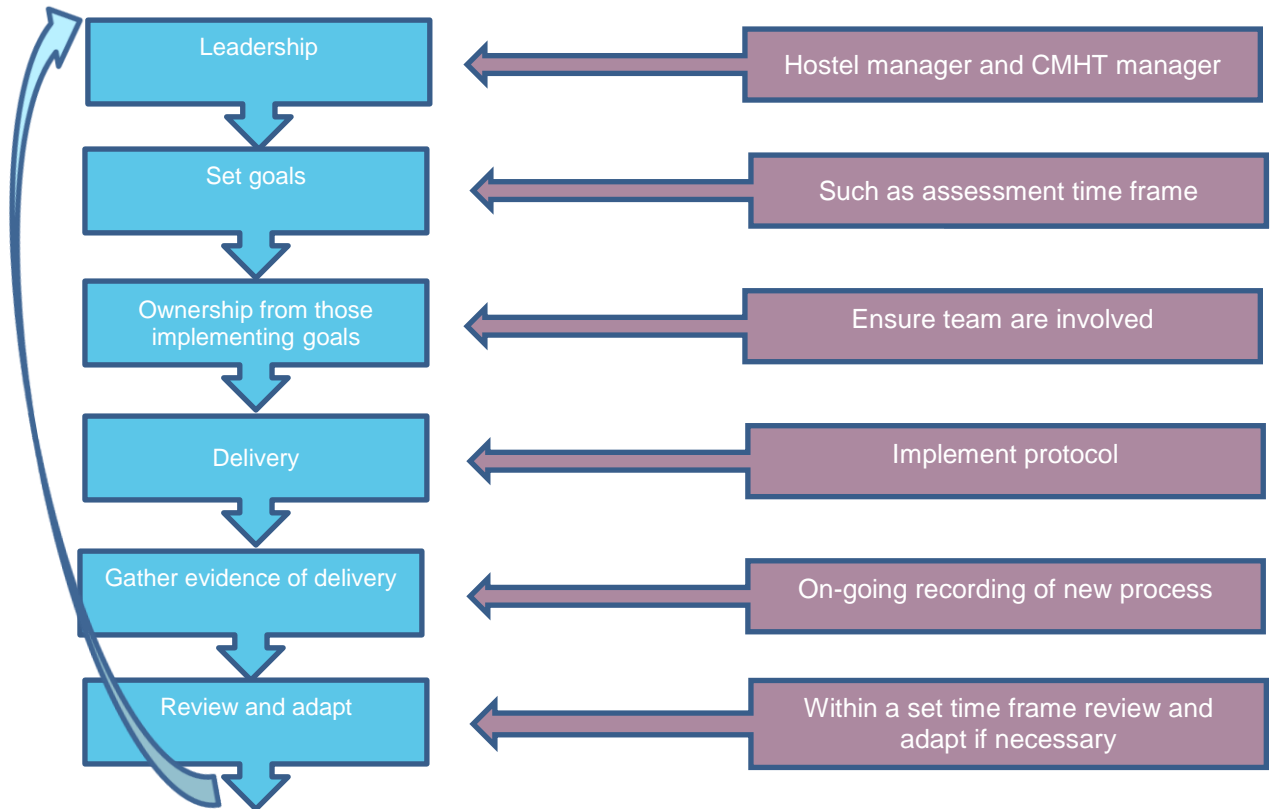 Leadership
Hostel manager and CMHT manager
Set goals
Such as assessment time frame
Ownership from those
implementing goals
Ensure team are involved
Delivery
Implement protocol
Gather evidence of delivery
On-going recording of new process
Review and adapt
Within a set time frame review and
adapt if necessary